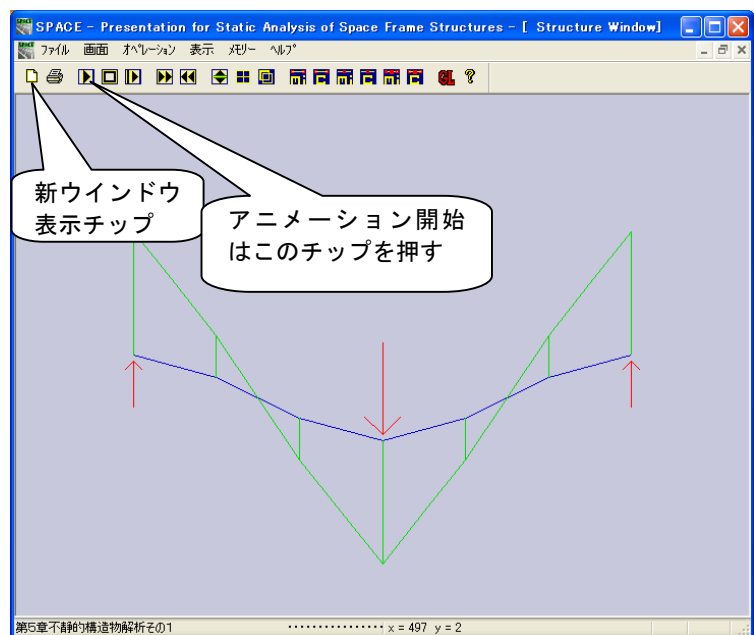 SPACE - Presentation for Static Analysis of Space Frame Structures - [ Structure Window]
ファイル 画面 オペレーション 表示 メモリー ヘルプ
GL ?
新ウインドウ
表示チップ
アニメーション開始
はこのチップを押す
第5章不静的構造物解析その1 ················ x = 497 y = 2